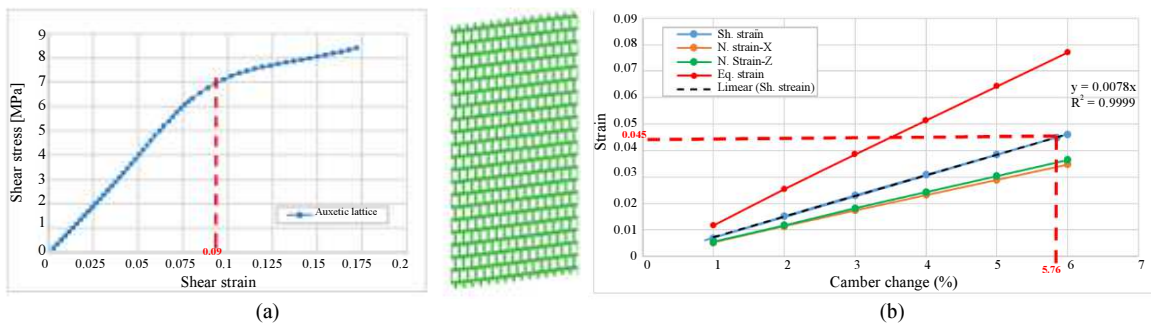 9
8
7
6
5
4
3
2
1
0
Shear stress [MPa]
Auxetic lattice
0.09
0 0.025 0.05 0.075 0.1 0.125 0.15 0.175 0.2
Shear strain
(a)
0.09
0.08
0.09
0.06
0.05
0.045
0.04
0.03
0.02
0.01
0
Strain
Sh. strain
N. strain-X
N. Strain-Z
Eq. strain
Linear (Sh. streain)
y = 0.0078x
R² = 0.9999
0 1 2 3 4 5 6 7
5.76
Camber change (%)
(b)